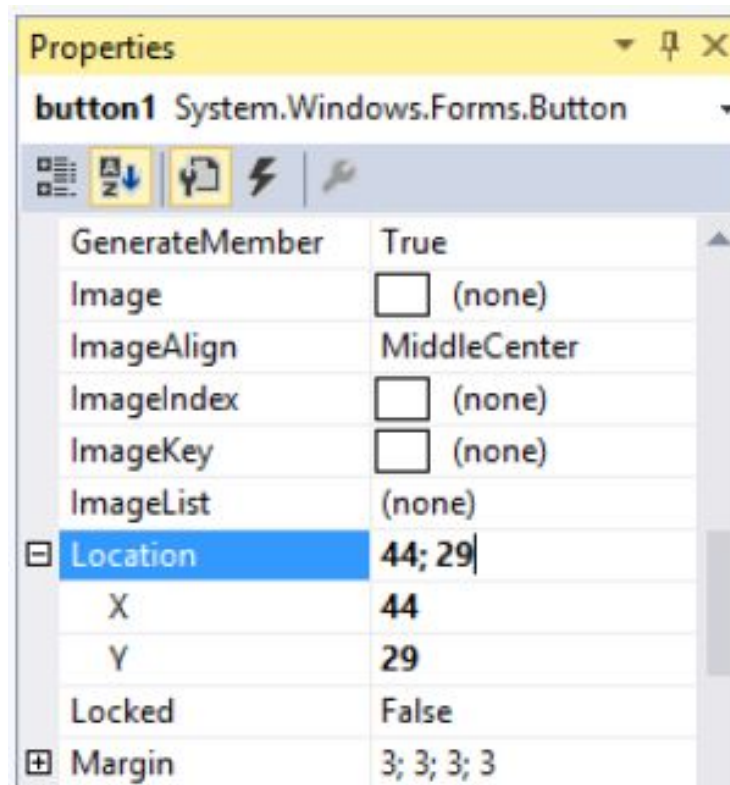 Properties
button1 System.Windows.Forms.Button
GenerateMember True
Image (none)
ImageAlign MiddleCenter
ImageIndex (none)
ImageKey (none)
ImageList (none)
Location 44; 29
X 44
Y 29
Locked False
Margin 3; 3; 3; 3